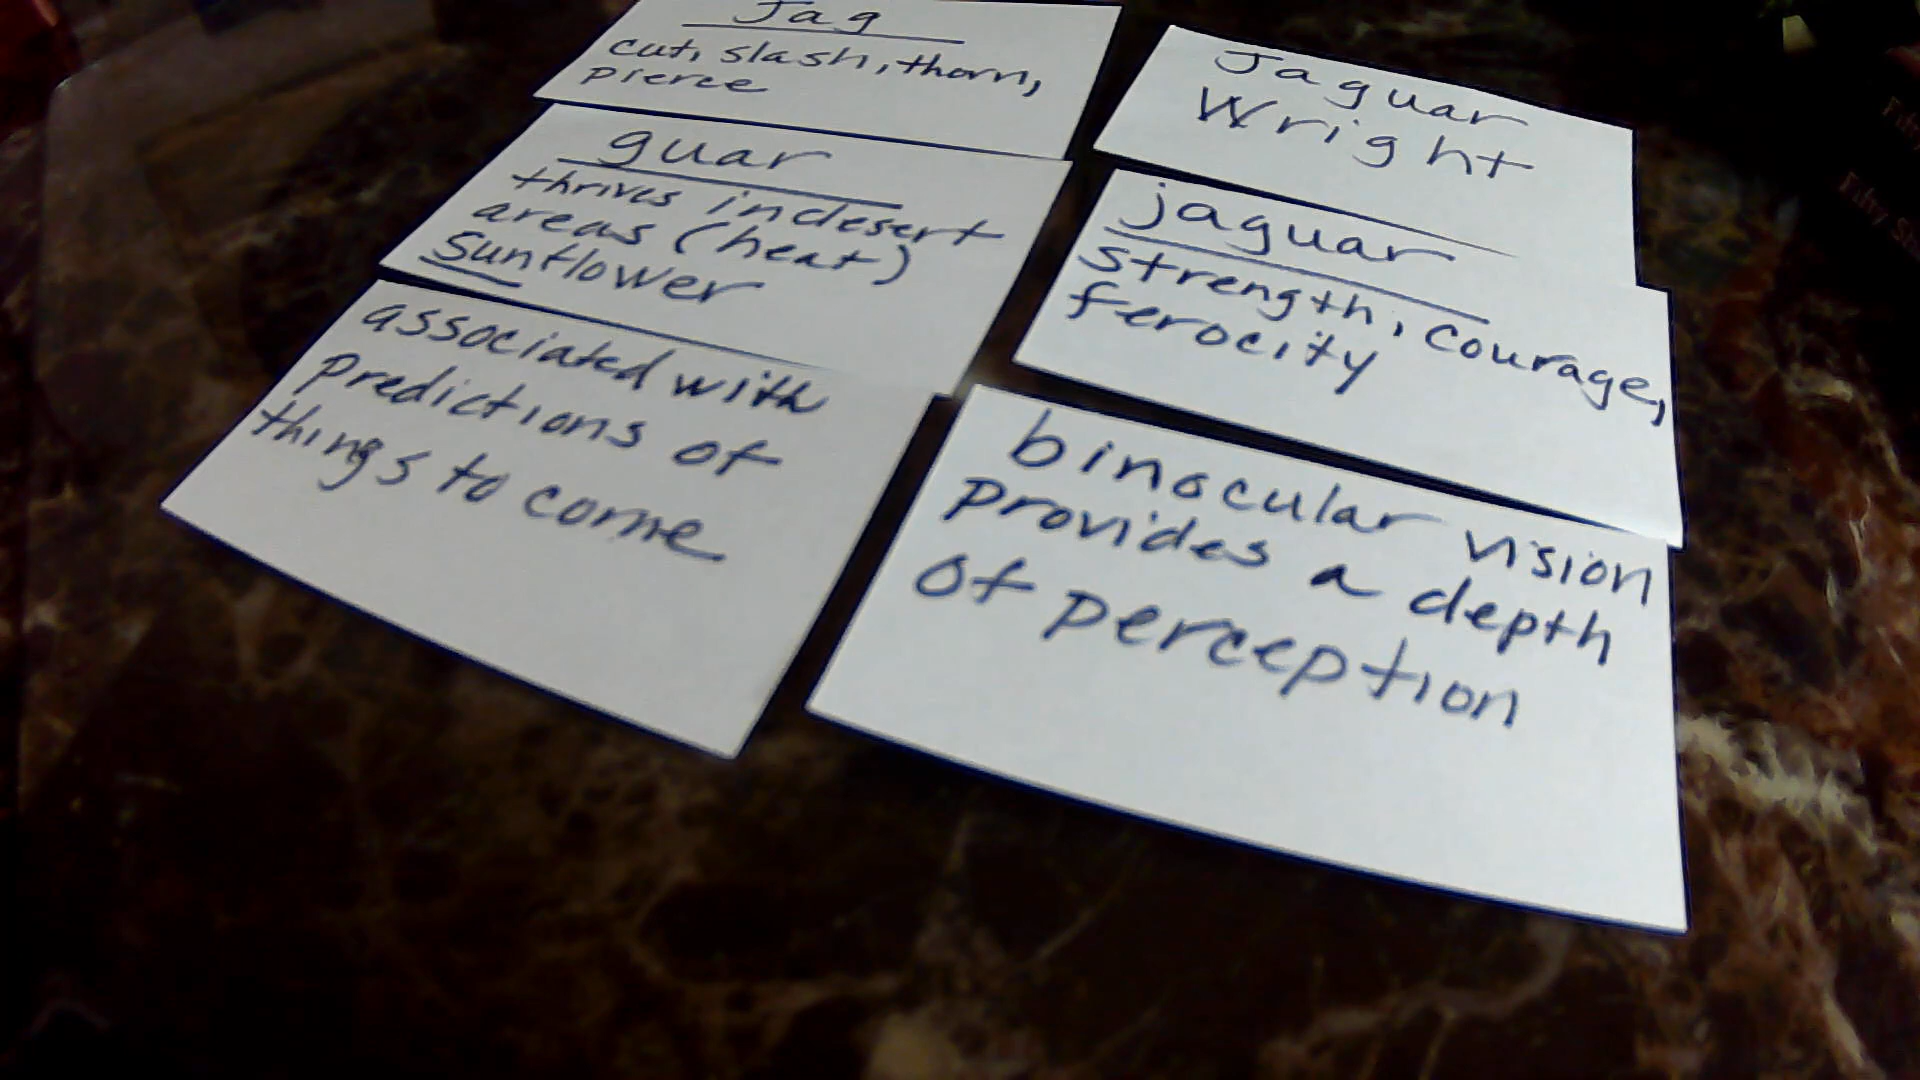 Jag
cut, slash, thorn,
pierce
guar
thrives in desert
areas (heat)
Sunflower
associated with
predictions of
things to come
Jaguar
Wright
jaguar
strength, courage,
ferocity
binocular vision
provides a depth
of perception